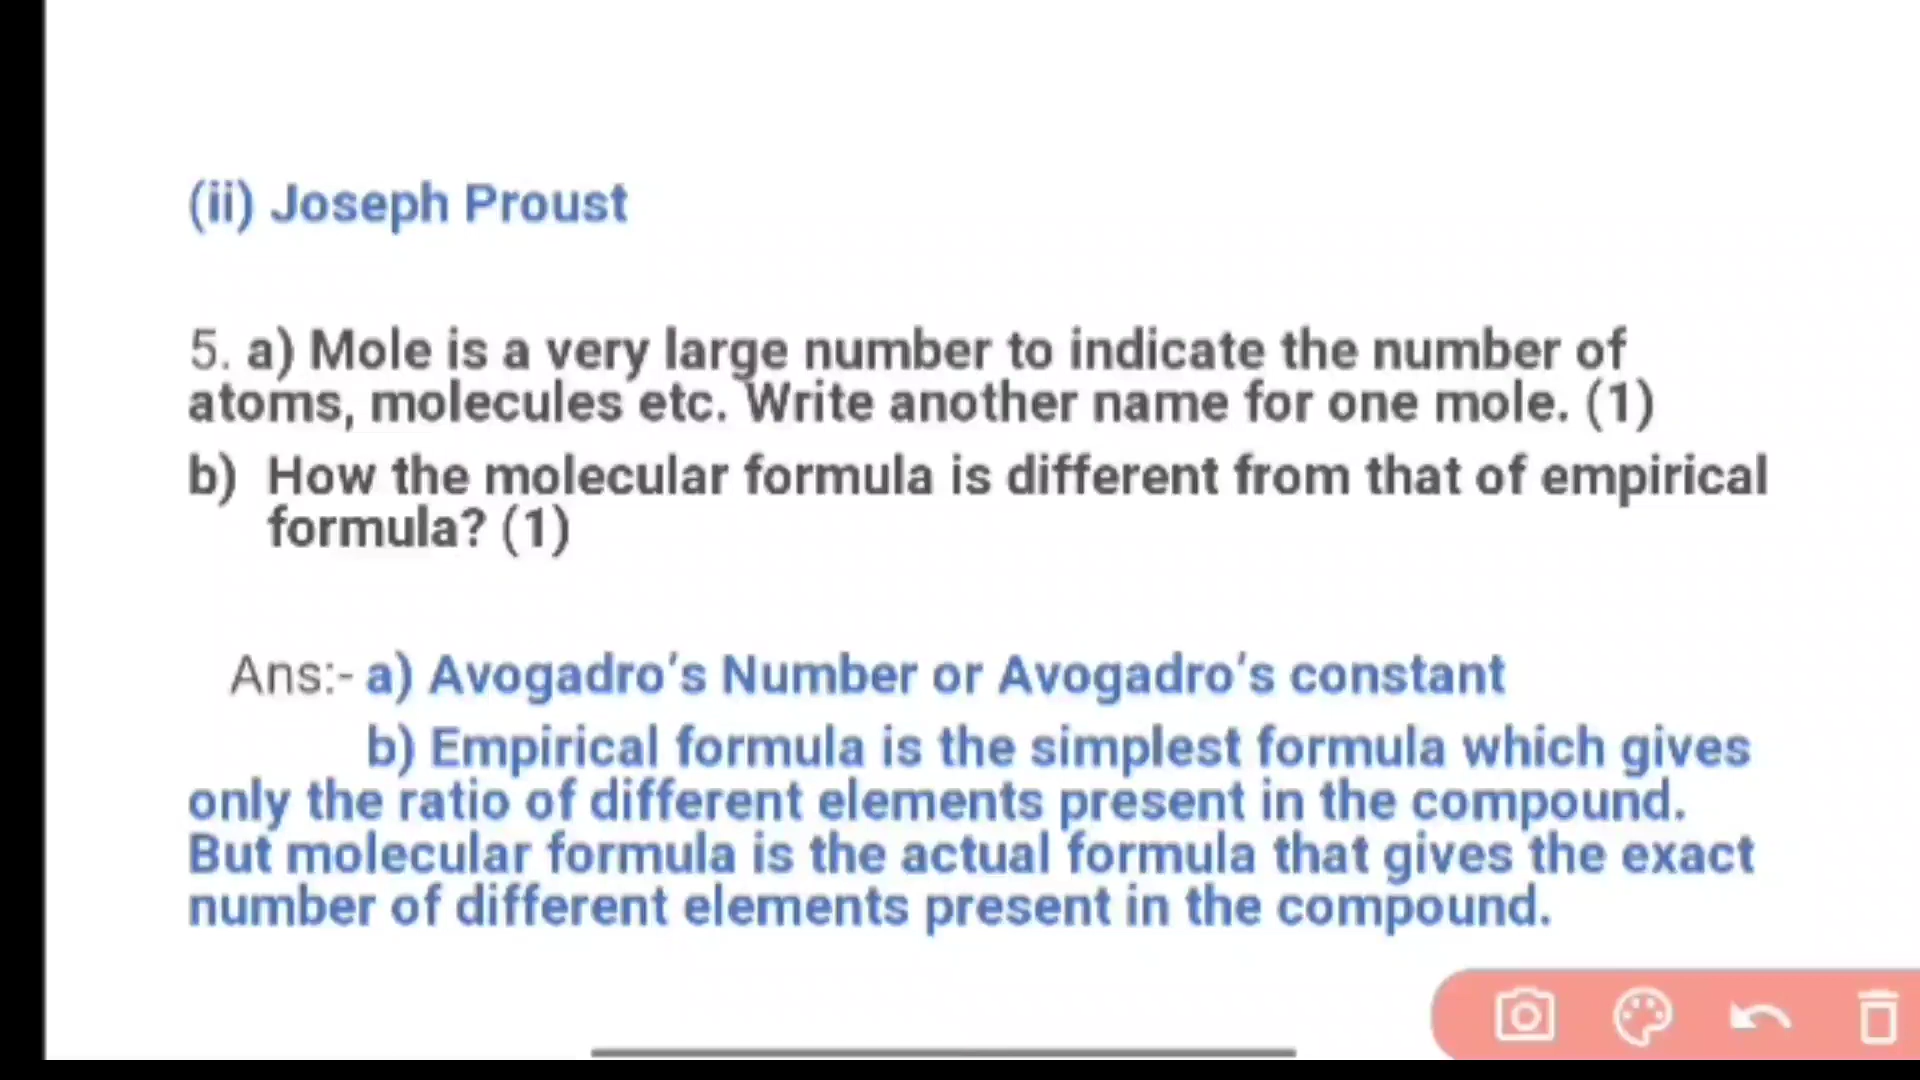 (ii) Joseph Proust
5. a) Mole is a very large number to indicate the number of
atoms, molecules etc. Write another name for one mole. (1)
b) How the molecular formula is different from that of empirical
formula? (1)
Ans:- a) Avogadro's Number or Avogadro's constant
b) Empirical formula is the simplest formula which gives
only the ratio of different elements present in the compound.
But molecular formula is the actual formula that gives the exact
number of different elements present in the compound.